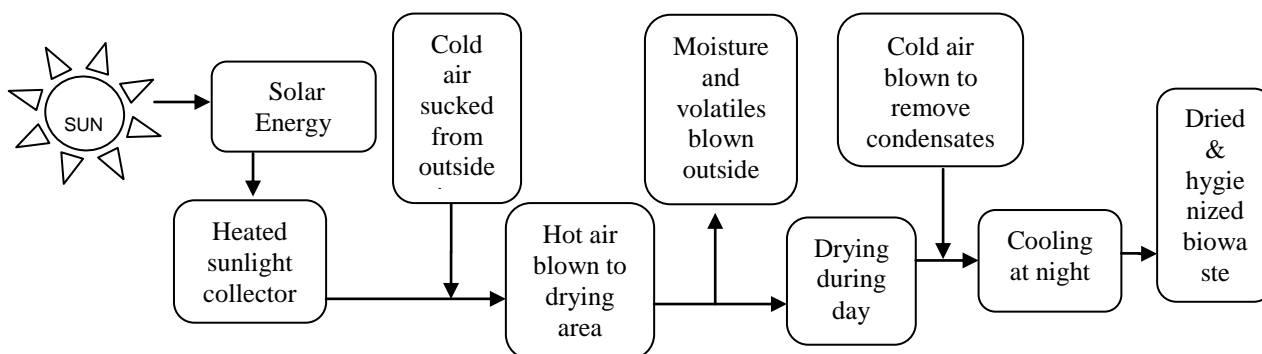 SUN
Solar
Energy
Heated
sunlight
collector
Cold
air
sucked
from
outside
Hot air
blown to
drying
area
Moisture
and
volatiles
blown
outside
Drying
during
day
Cold air
blown to
remove
condensates
Cooling
at night
Dried
&
hygie
nized
biowa
ste